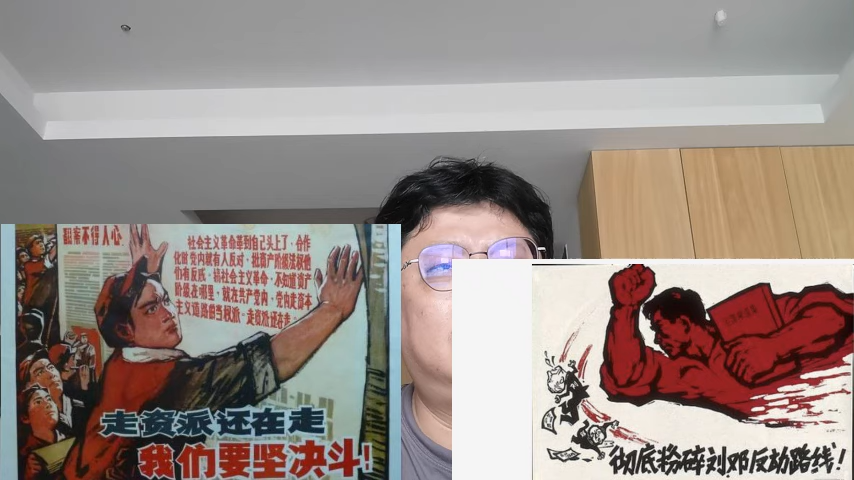 翻案不得人心
社会主义革命革到自己头上了，合作
化时党内就有人反对，批资产阶级法权他
们有反感。搞社会主义革命，不知道资产
阶级在哪里，就在共产党内，党内走资本
主义道路的当权派。走资派还在走
走资派还在走
我们要坚决斗！
彻底粉碎刘邓反动路线！